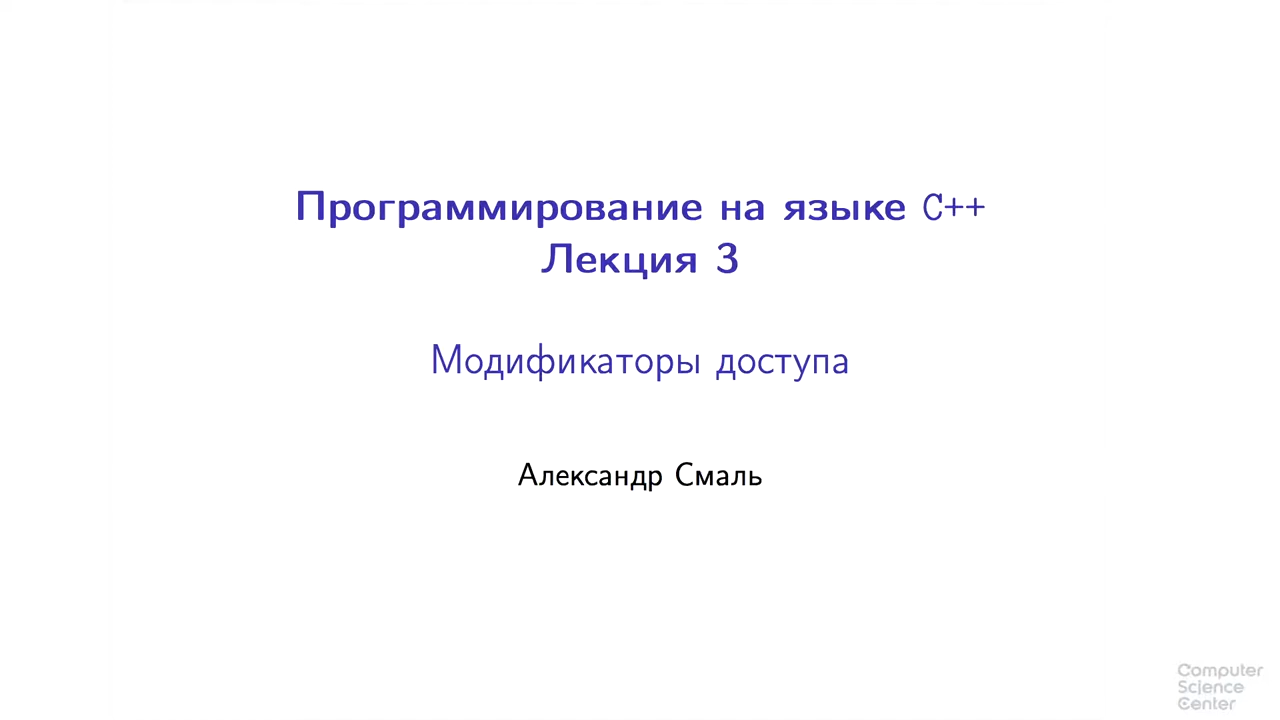 Программирование на языке C++
Лекция 3
Модификаторы доступа
Александр Смаль
Computer
Science
Center